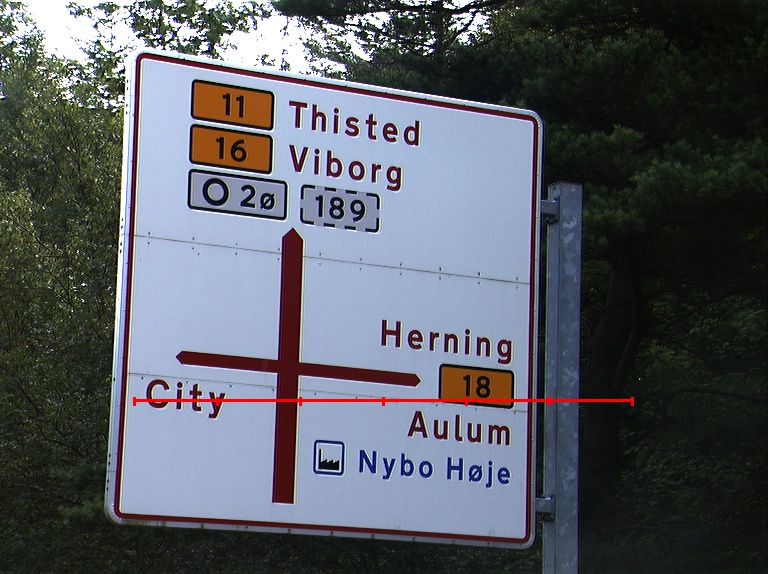 11 Thisted
16 Viborg
O 2ø 189
Herning
18
City
Aulum
Nybo Høje